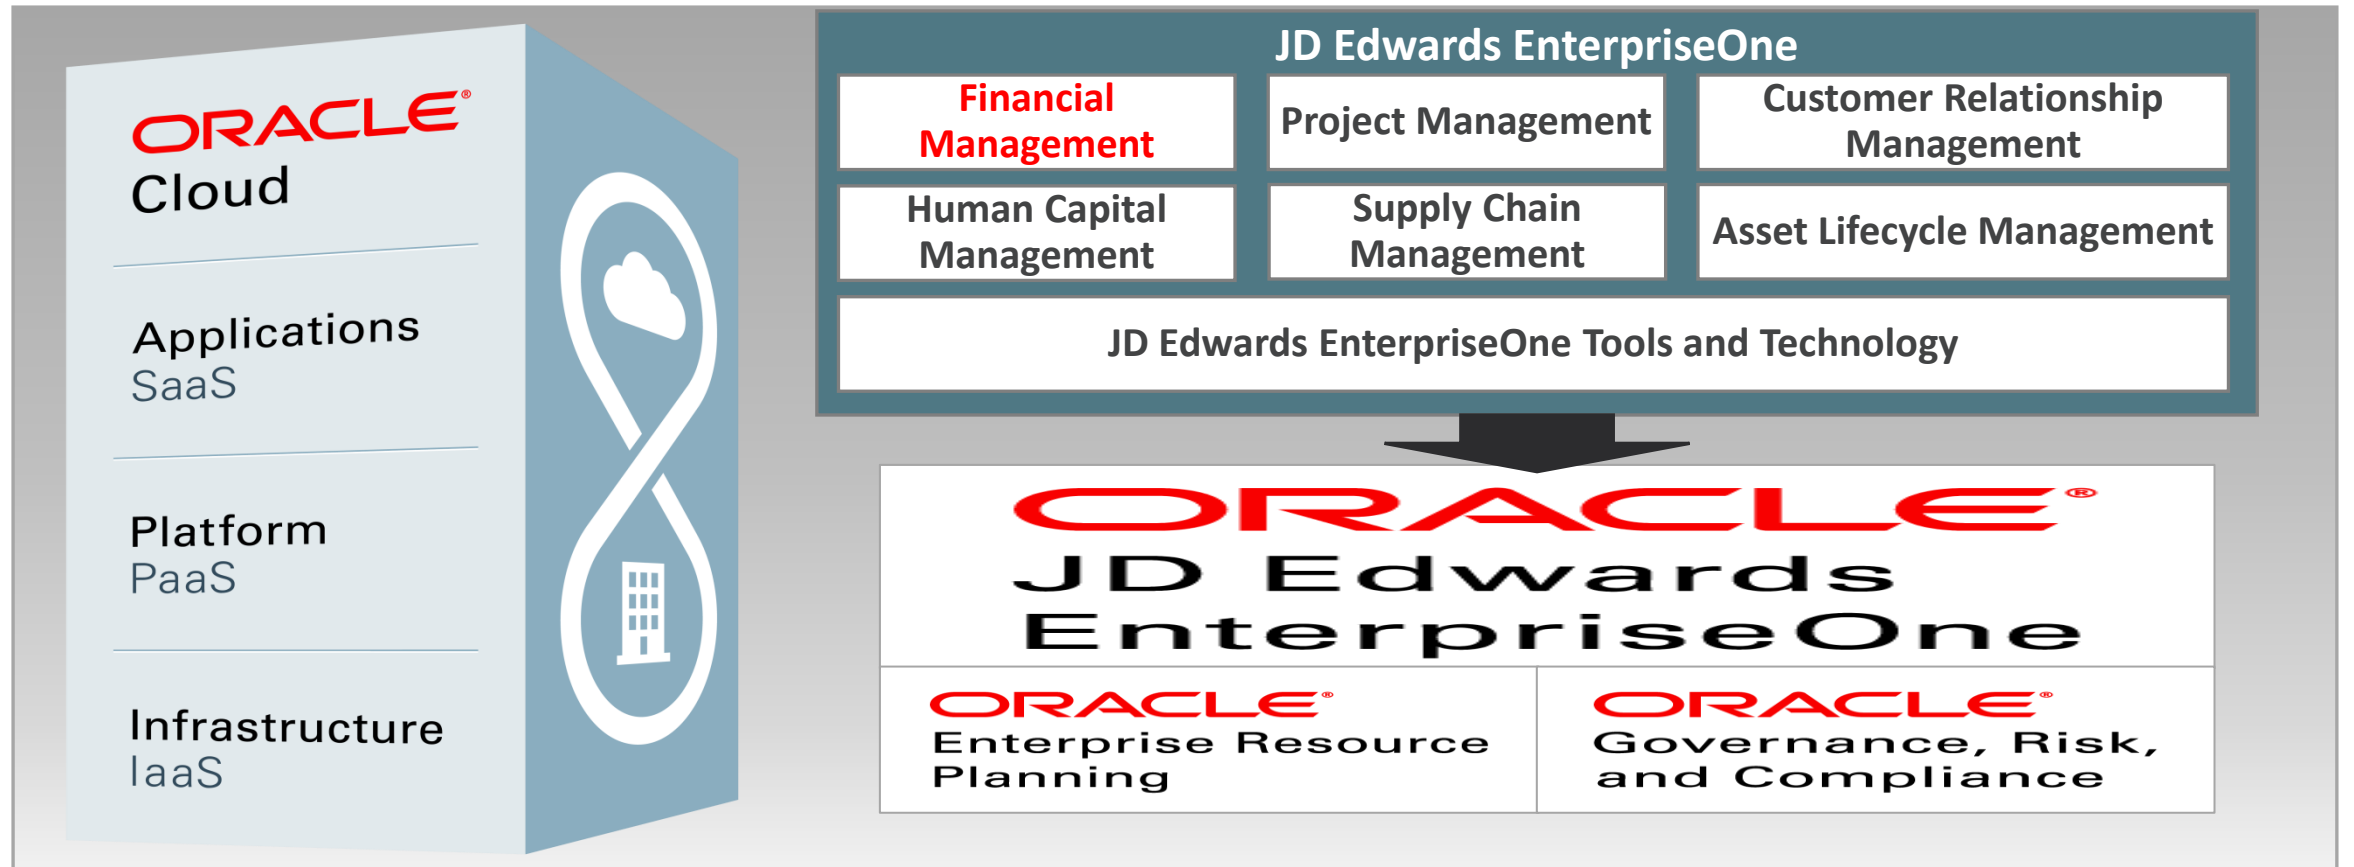 ORACLE®
Cloud
Applications
SaaS
Platform
PaaS
Infrastructure
IaaS
JD Edwards EnterpriseOne
Financial
Management
Project Management
Customer Relationship
Management
Human Capital
Management
Supply Chain
Management
Asset Lifecycle Management
JD Edwards EnterpriseOne Tools and Technology
ORACLE®
JD Edwards
EnterpriseOne
ORACLE®
Enterprise Resource
Planning
ORACLE®
Governance, Risk,
and Compliance